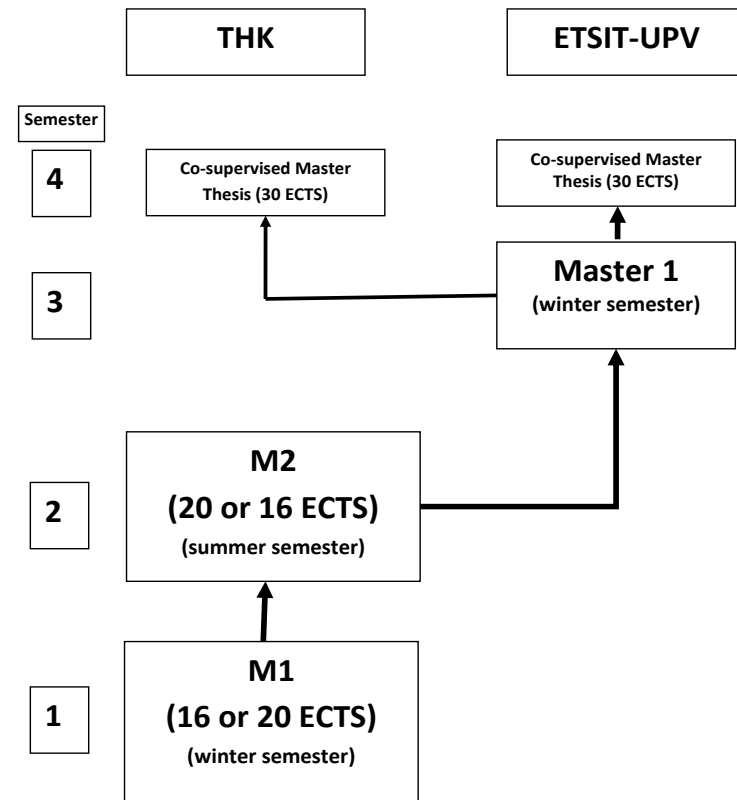 THK
ETSIT-UPV
Semester
4
Co-supervised Master
Thesis (30 ECTS)
Co-supervised Master
Thesis (30 ECTS)
3
Master 1
(winter semester)
2
M2
(20 or 16 ECTS)
(summer semester)
1
M1
(16 or 20 ECTS)
(winter semester)